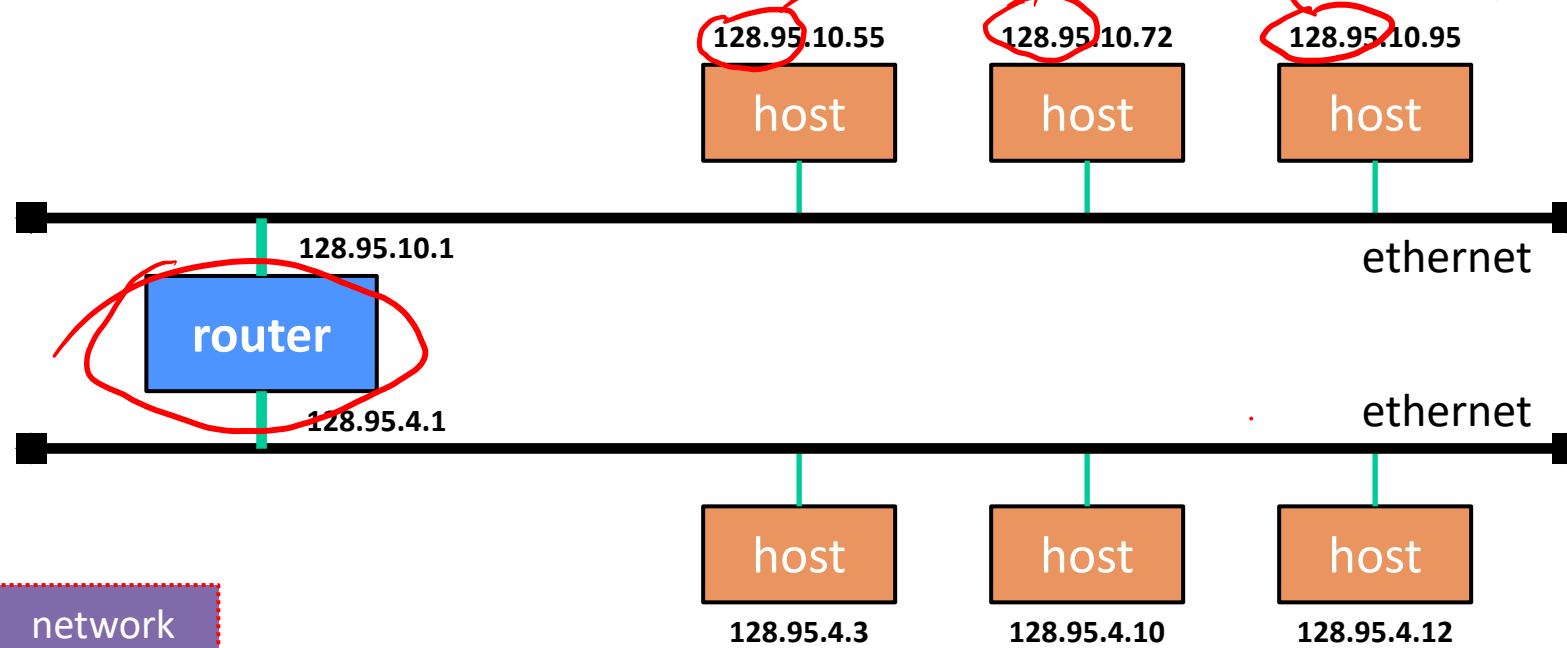 128.95.10.55 128.95.10.72 128.95.10.95
host host host
128.95.10.1
ethernet
router
ethernet
128.95.4.1
host host host
network
128.95.4.3 128.95.4.10 128.95.4.12